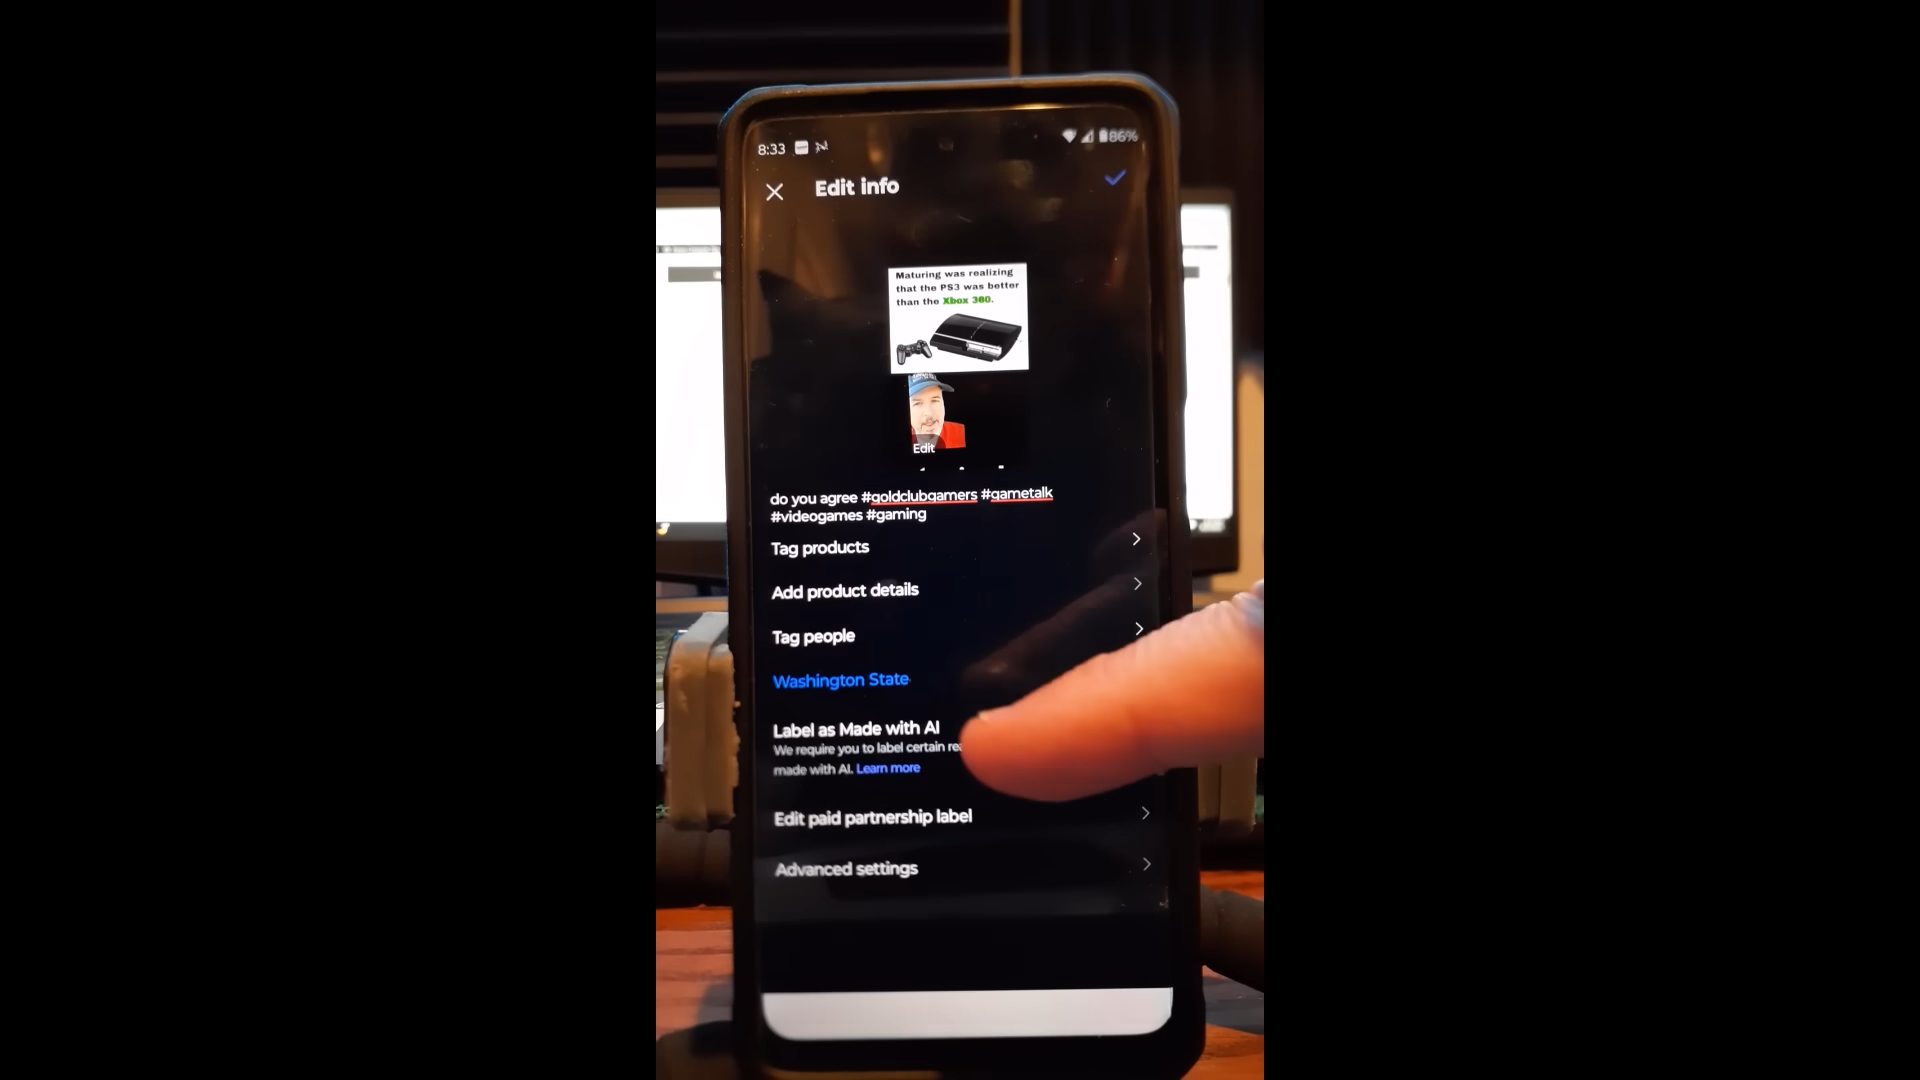 8:33
86%
Edit info
Maturing was realizing
that the PS3 was better
than the Xbox 360.
Edit
do you agree #goldclubgamers #gametalk
#videogames #gaming
Tag products
Add product details
Tag people
Washington State
Label as Made with AI
We require you to label certain
made with AI. Learn more
Edit paid partnership label
Advanced settings